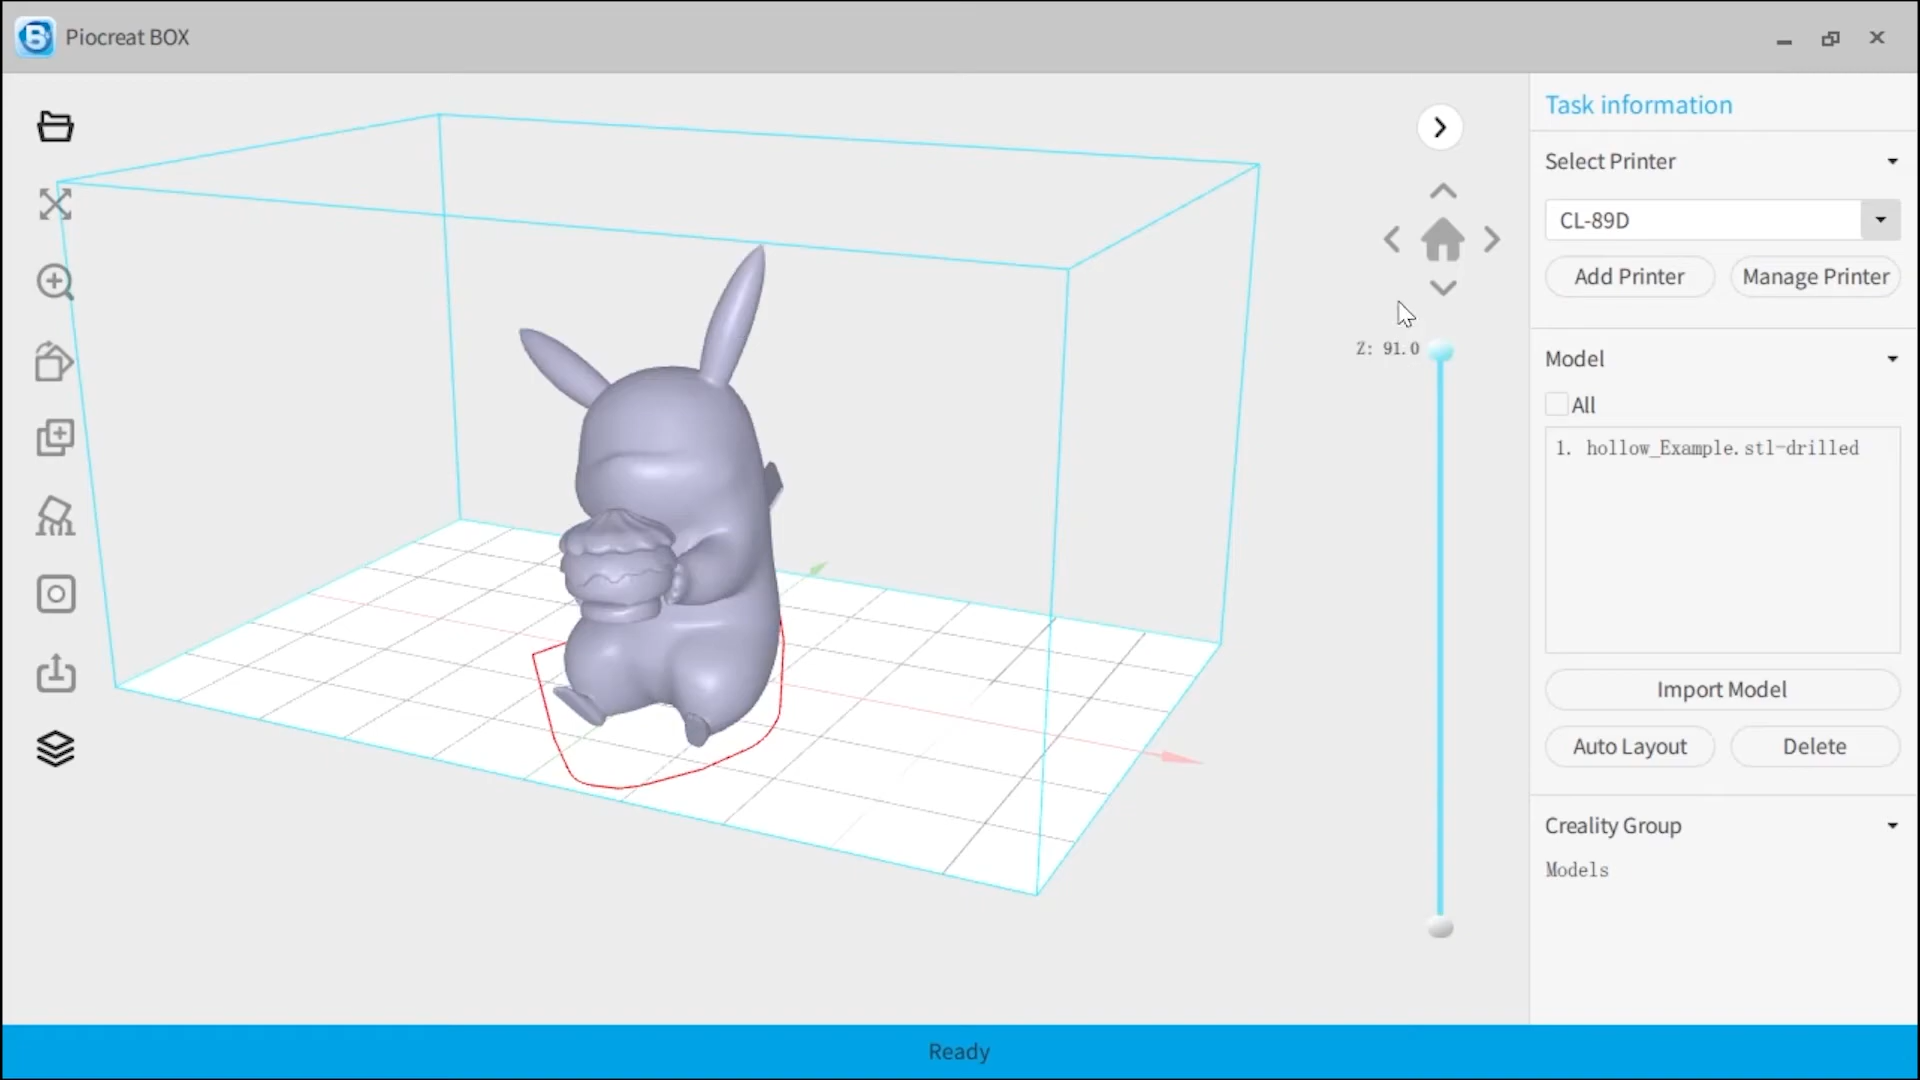 Piocreat BOX
Task information
Select Printer
CL-89D
Add Printer
Manage Printer
Z: 91.0
Model
All
1. hollow_Example.stl-drilled
Import Model
Auto Layout
Delete
Creality Group
Models
Ready